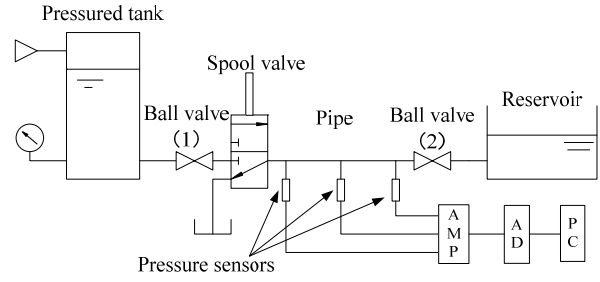 Pressured tank
Spool valve
Ball valve
(1)
Pipe
Ball valve
(2)
Reservoir
Pressure sensors
A
M
P
A
D
P
C